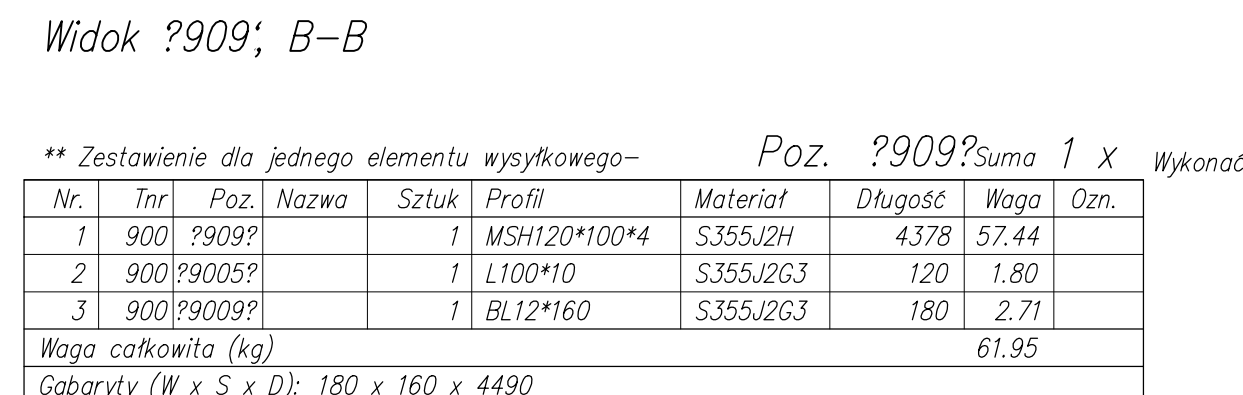 Widok ?909‘, B–B
** Zestawienie dla jednego elementu wysyłkowego– Poz. ?909? Suma 1 x Wykonać
Nr. Tnr Poz. Nazwa Sztuk Profil Materiał Długość Waga Ozn.
1 900 ?909? 1 MSH120*100*4 S355J2H 4378 57.44
2 900 ?9005? 1 L100*10 S355J2G3 120 1.80
3 900 ?9009? 1 BL12*160 S355J2G3 180 2.71
Waga całkowita (kg) 61.95
Gabaryty (W x S x D): 180 x 160 x 4490